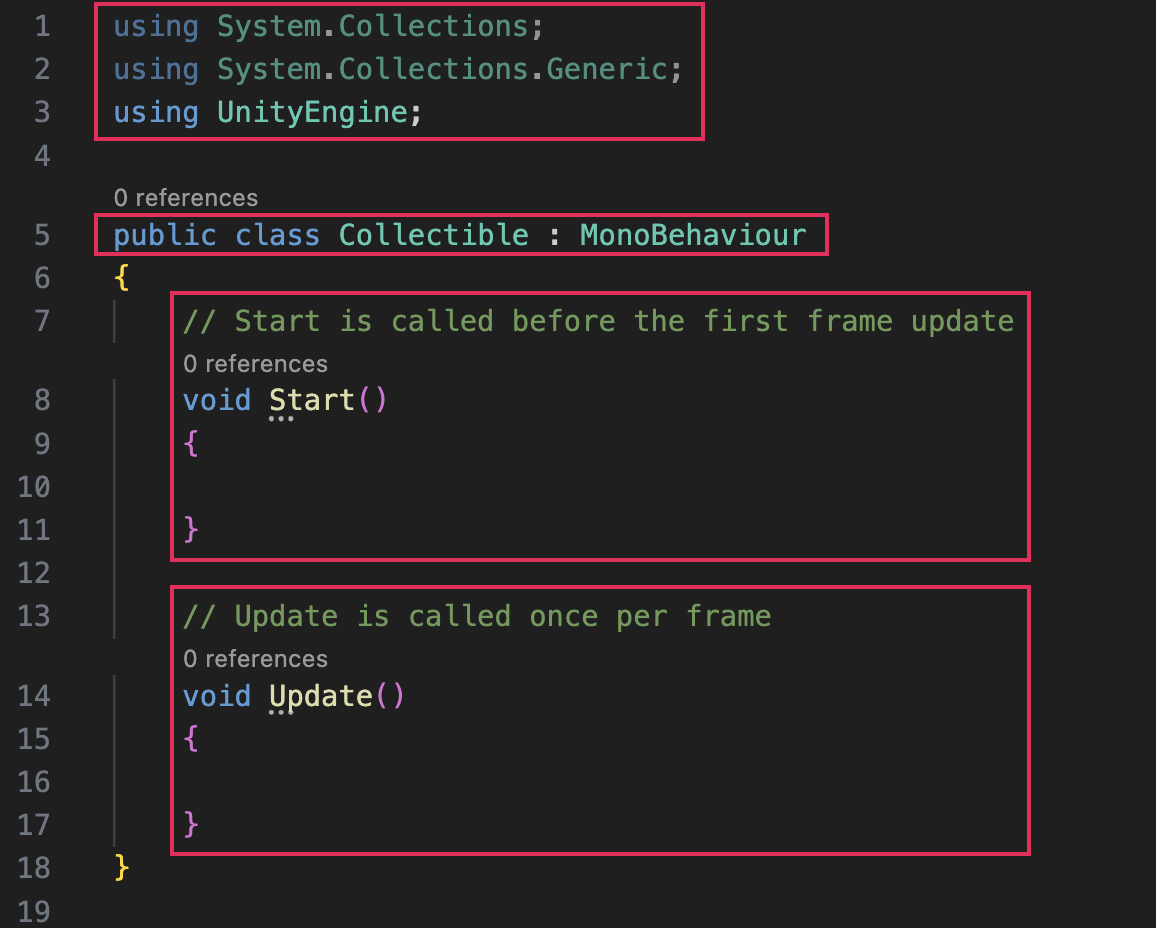 1 using System.Collections;
2 using System.Collections.Generic;
3 using UnityEngine;
4
0 references
5 public class Collectible : MonoBehaviour
6 {
7 // Start is called before the first frame update
0 references
8 void Start()
9 {
10
11 }
12
13 // Update is called once per frame
0 references
14 void Update()
15 {
16
17 }
18 }
19